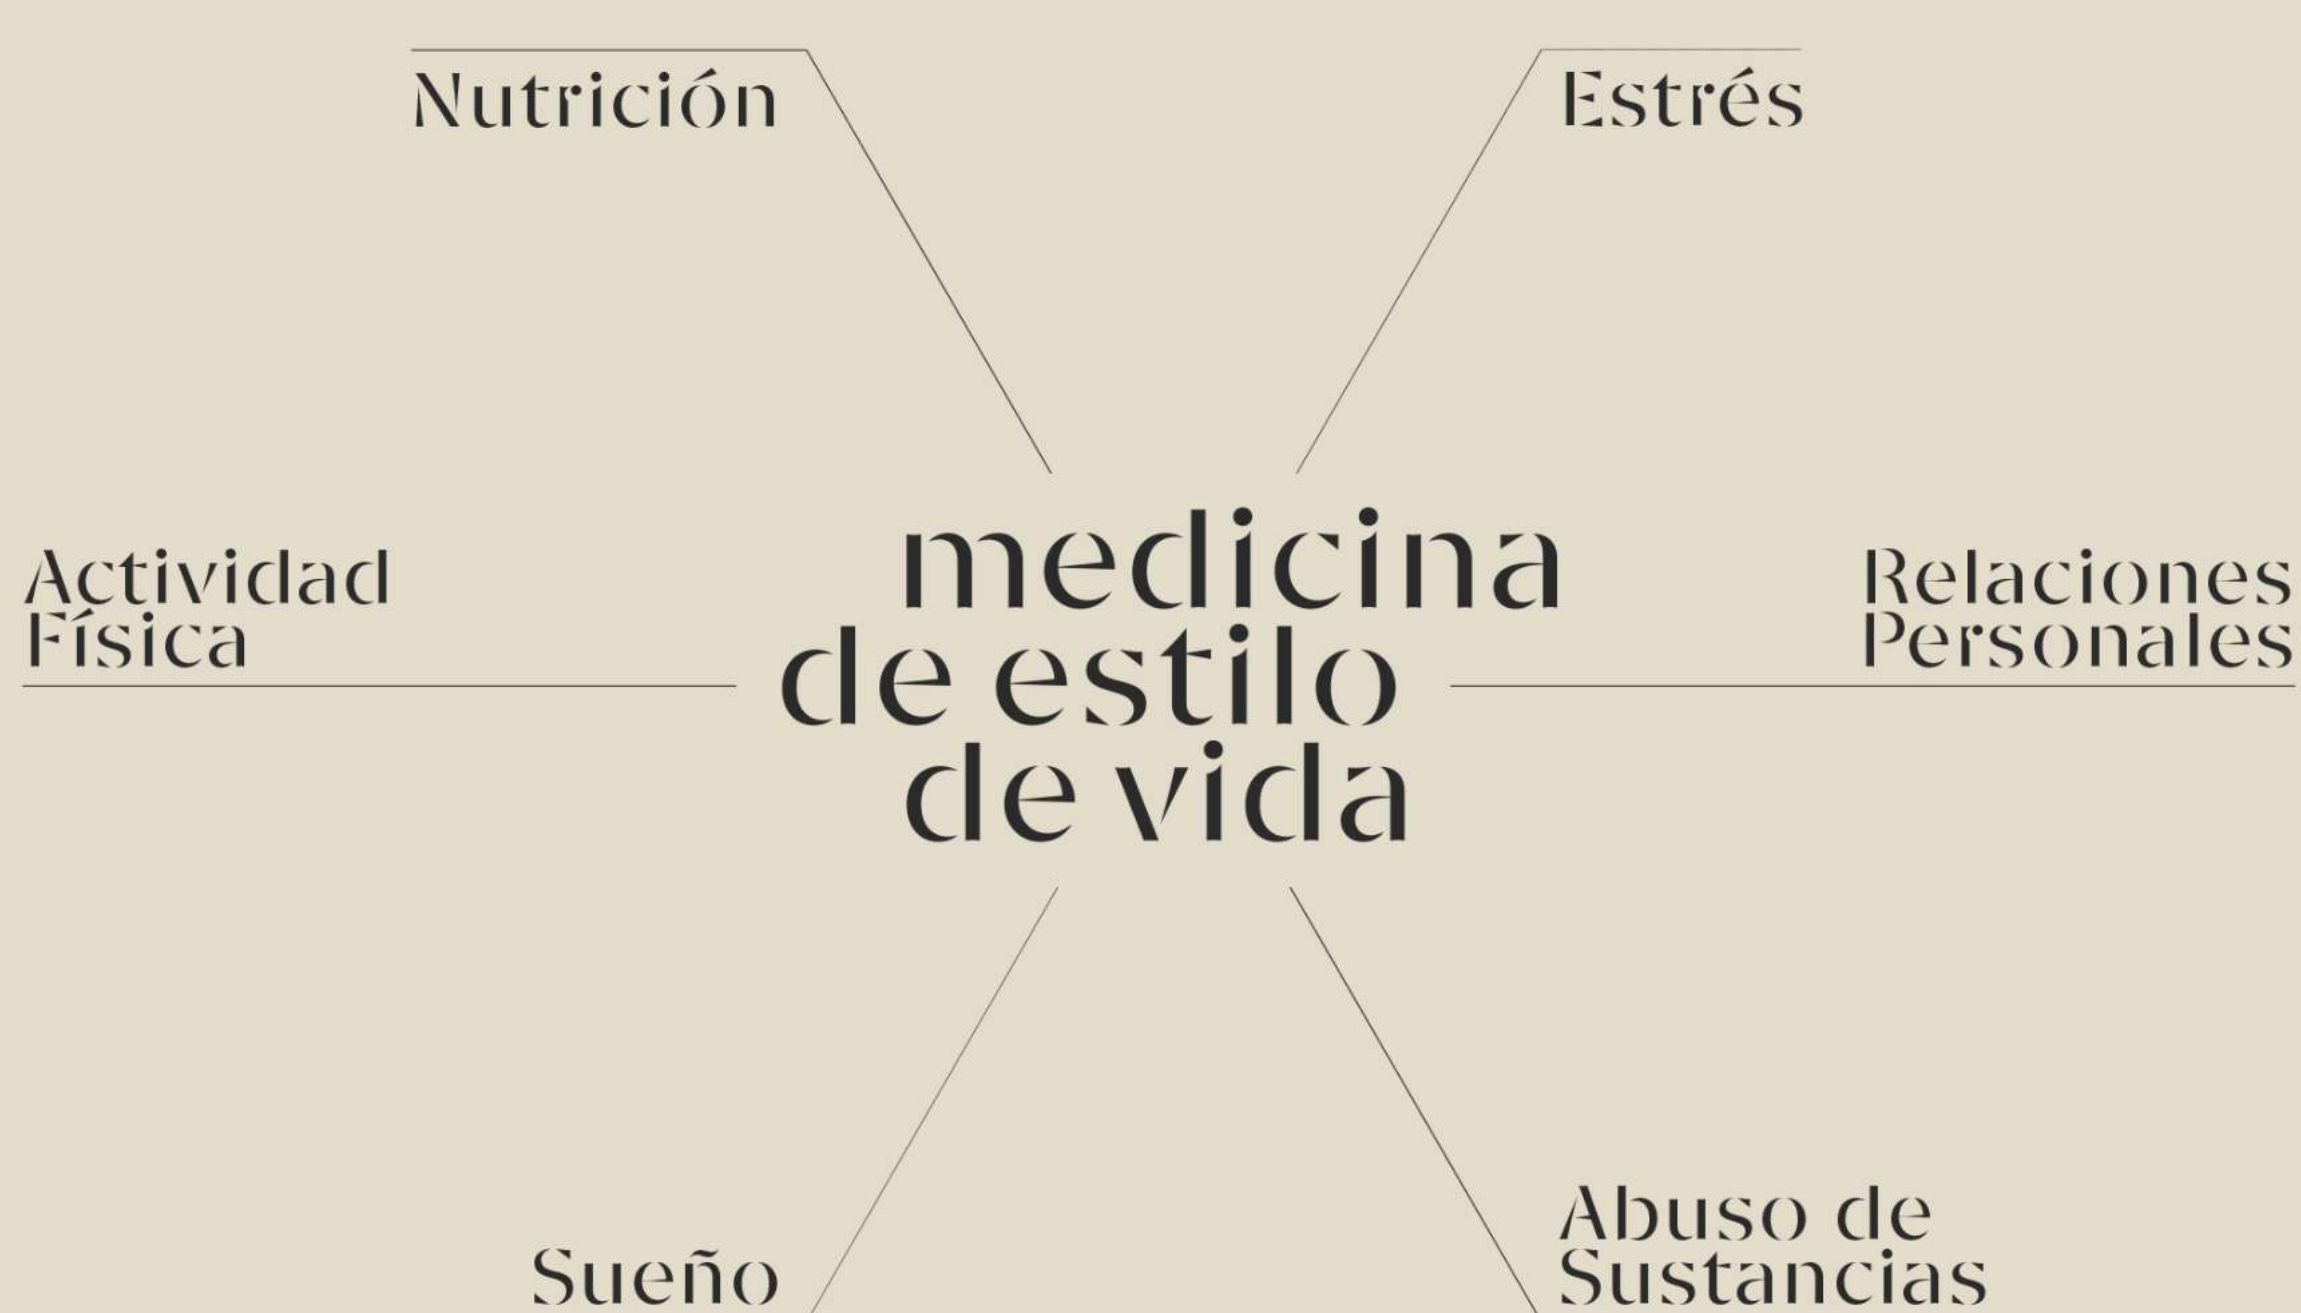 Nutrición
Estrés
Actividad
Física
medicina
de estilo
de vida
Relaciones
Personales
Sueño
Abuso de
Sustancias